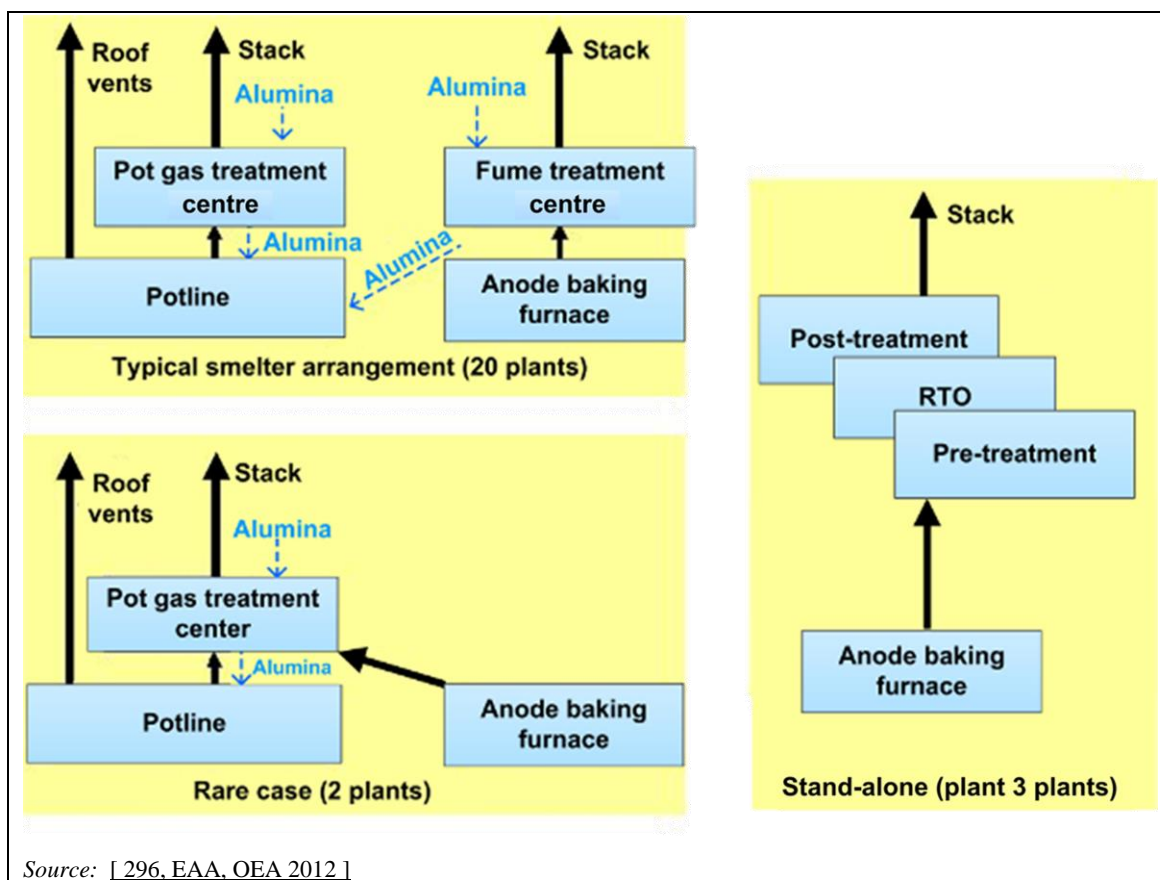 Roof
vents
Stack
Alumina
Pot gas treatment
centre
Alumina
Potline
Stack
Alumina
Fume treatment
centre
Alumina
Anode baking
furnace
Typical smelter arrangement (20 plants)
Roof
vents
Stack
Alumina
Pot gas treatment
center
Alumina
Potline
Anode baking
furnace
Rare case (2 plants)
Stack
Post-treatment
RTO
Pre-treatment
Anode baking
furnace
Stand-alone (plant 3 plants)
Source: [ 296, EAA, OEA 2012 ]